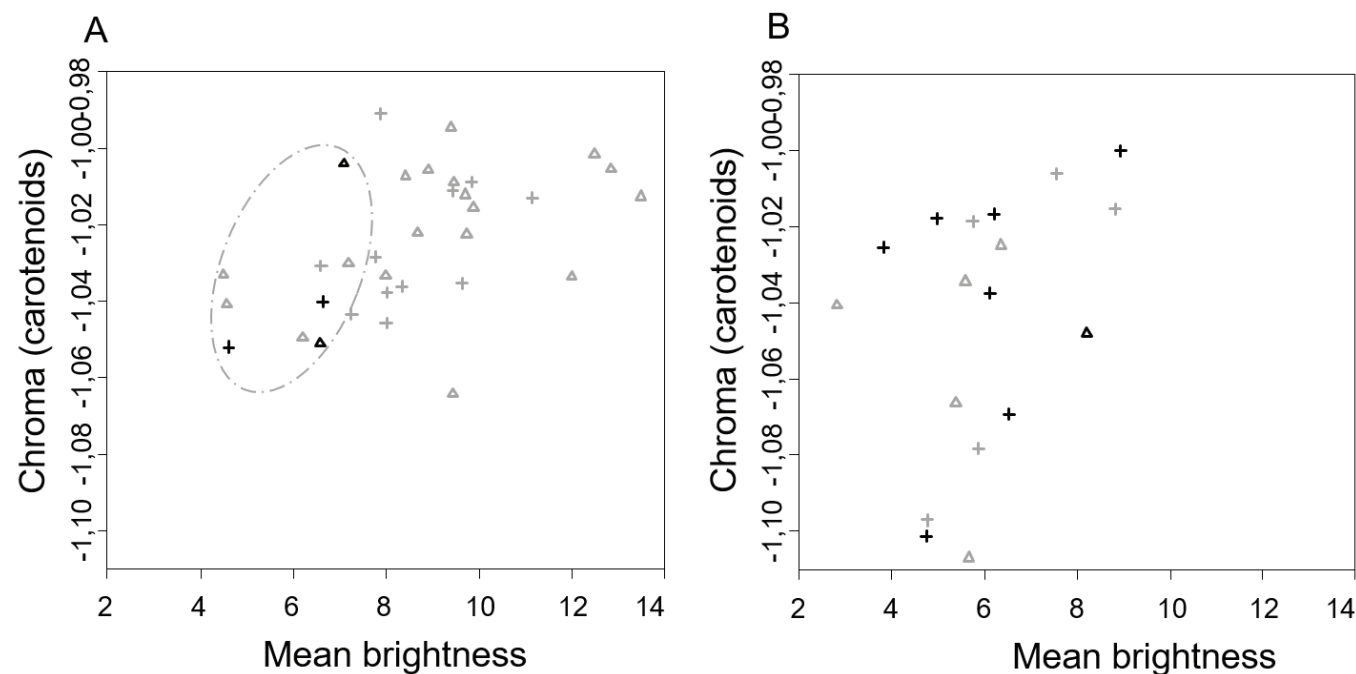 A
Chroma (carotenoids)
-0,98
-1,00
-1,02
-1,04
-1,06
-1,08
-1,10
2 4 6 8 10 12 14
Mean brightness
B
Chroma (carotenoids)
-0,98
-1,00
-1,02
-1,04
-1,06
-1,08
-1,10
2 4 6 8 10 12 14
Mean brightness